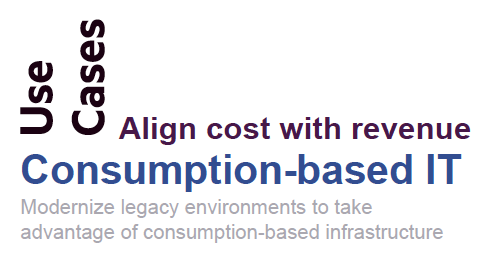 Use
Cases
Align cost with revenue
Consumption-based IT
Modernize legacy environments to take
advantage of consumption-based infrastructure